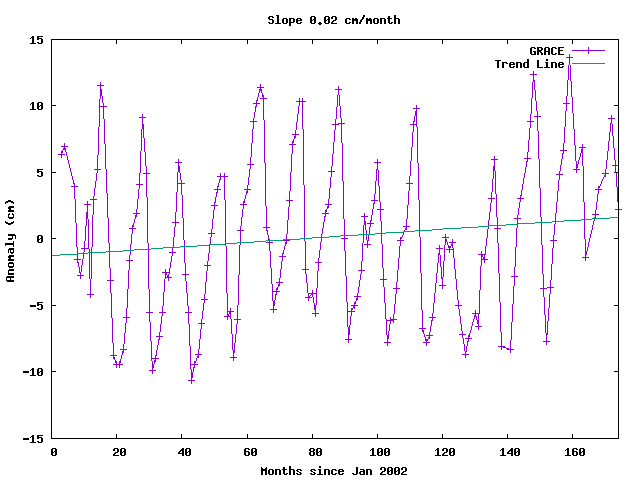 Slope 0.02 cm/month
GRACE
Trend Line
15
10
5
0
-5
-10
-15
Anomaly (cm)
0 20 40 60 80 100 120 140 160
Months since Jan 2002